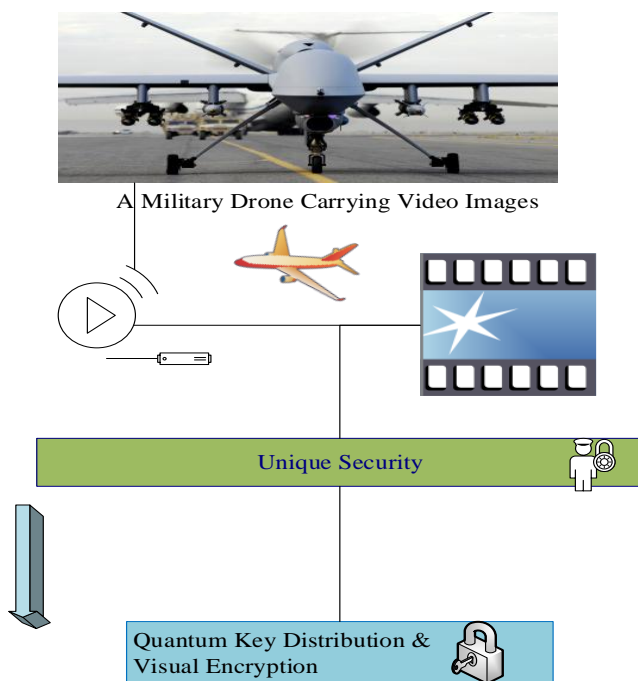 A Military Drone Carrying Video Images
Unique Security
Quantum Key Distribution &
Visual Encryption